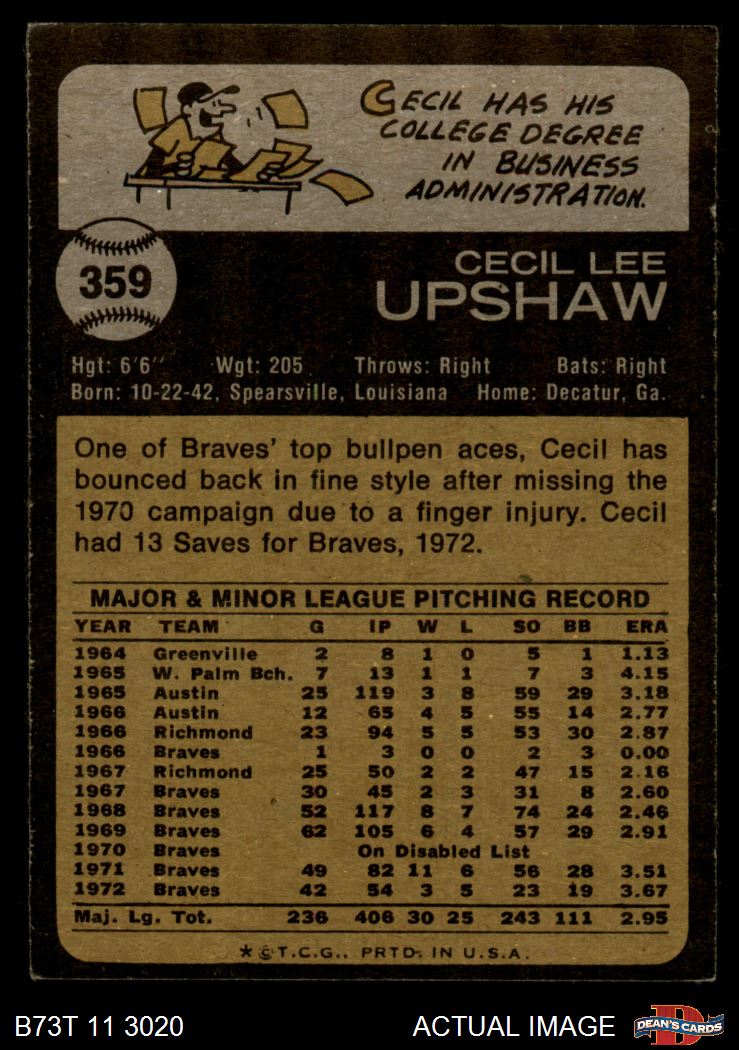 CECIL HAS HIS
COLLEGE DEGREE
IN BUSINESS
ADMINISTRATION.
359
CECIL LEE
UPSHAW
Hgt: 6'6" Wgt: 205 Throws: Right Bats: Right
Born: 10-22-42, Spearsville, Louisiana Home: Decatur, Ga.
One of Braves' top bullpen aces, Cecil has
bounced back in fine style after missing the
1970 campaign due to a finger injury. Cecil
had 13 Saves for Braves, 1972.
MAJOR & MINOR LEAGUE PITCHING RECORD
YEAR TEAM G IP W L SO BB ERA
1964 Greenville 2 8 1 0 5 1 1.13
1965 W. Palm Bch. 7 13 1 1 7 3 4.15
1965 Austin 25 119 3 8 59 29 3.18
1966 Austin 12 65 4 5 55 14 2.77
1966 Richmond 23 94 5 5 53 30 2.87
1966 Braves 1 3 0 0 2 3 0.00
1967 Richmond 25 50 2 2 47 15 2.16
1967 Braves 30 45 2 3 31 8 2.60
1968 Braves 52 117 8 7 74 24 2.46
1969 Braves 62 105 6 4 57 29 2.91
1970 Braves On Disabled List
1971 Braves 49 82 11 6 56 28 3.51
1972 Braves 42 54 3 5 23 19 3.67
Maj. Lg. Tot. 236 406 30 25 243 111 2.95
*©T.C.G., PRTD. IN U.S.A.
B73T 11 3020 ACTUAL IMAGE D DEAN'S CARDS